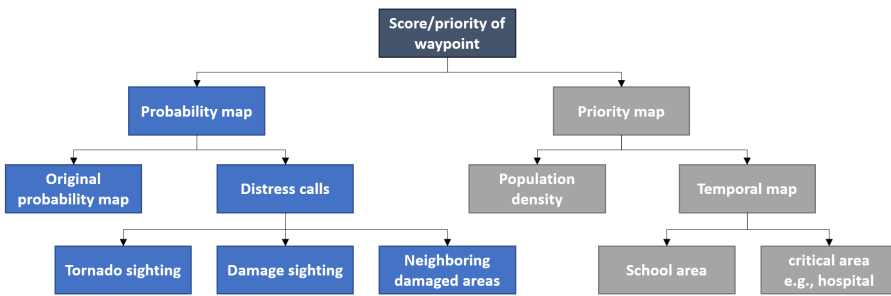 Score/priority of
waypoint
Probability map
Priority map
Original
probability map
Distress calls
Population
density
Temporal map
Tornado sighting
Damage sighting
Neighboring
damaged areas
School area
critical area
e.g., hospital